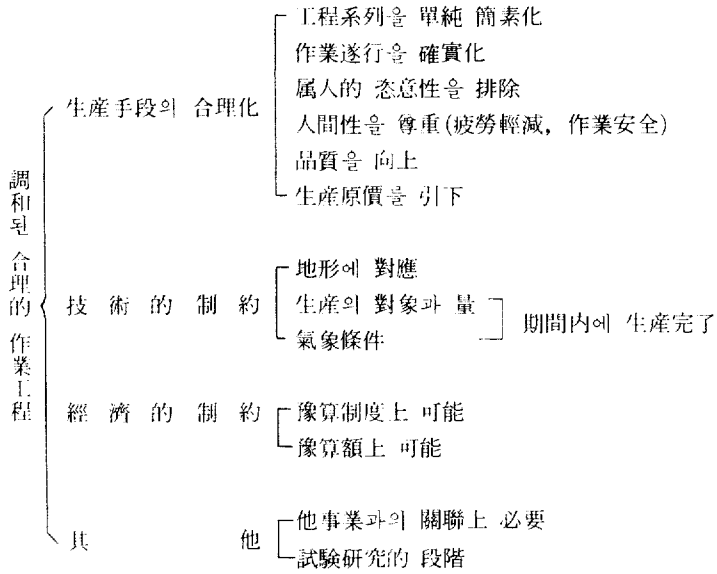 調和된 合理的 作業工程
生産手段의 合理化
工程系列을 單純 簡素化
作業遂行을 確實化
属人的 恣意性을 排除
人間性을 尊重(疲勞輕減, 作業安全)
品質을 向上
生産原價를 引下
技術的制約
地形에 對應
生産의 對象과 量
氣象條件
期間内에 生産完了
經濟的制約
豫算制度上 可能
豫算額上 可能
其他
他事業과의 關聯上 必要
試驗研究的 段階